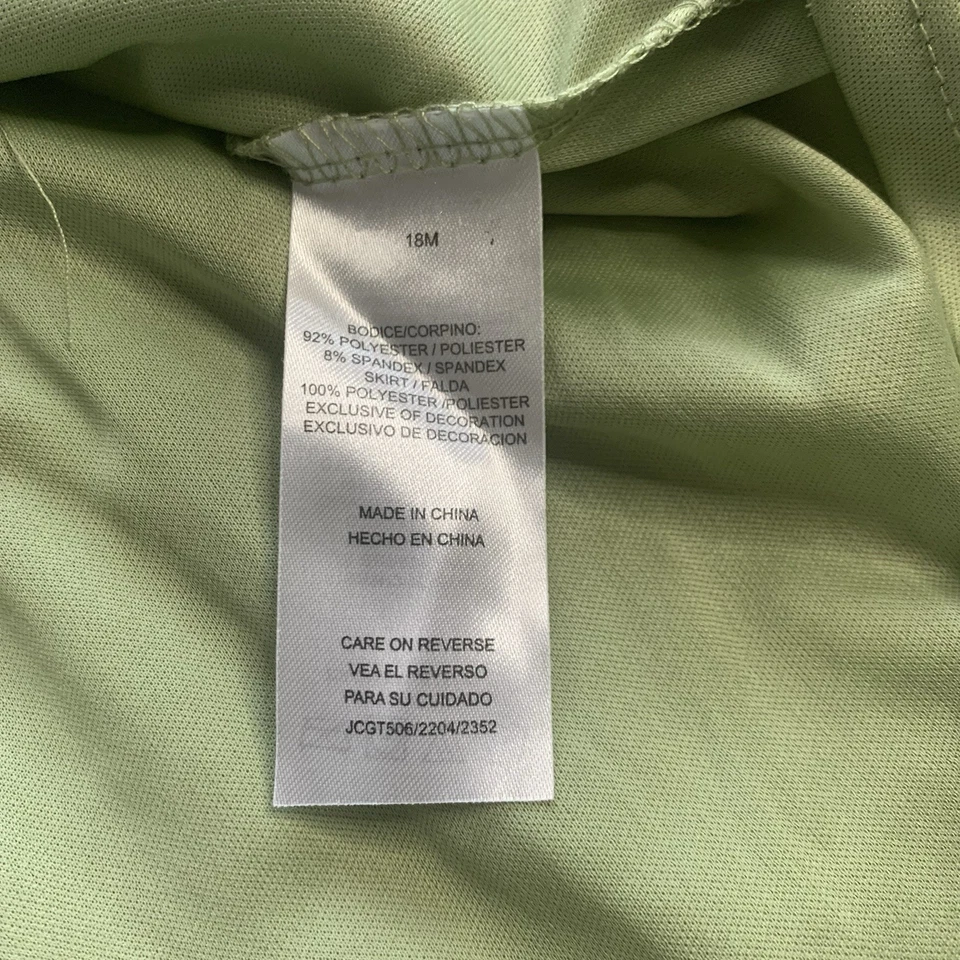 18M
BODICE/CORPINO:
92% POLYESTER / POLIESTER
8% SPANDEX / SPANDEX
SKIRT / FALDA
100% POLYESTER /POLIESTER
EXCLUSIVE OF DECORATION
EXCLUSIVO DE DECORACION
MADE IN CHINA
HECHO EN CHINA
CARE ON REVERSE
VEA EL REVERSO
PARA SU CUIDADO
JCGT506/2204/2352